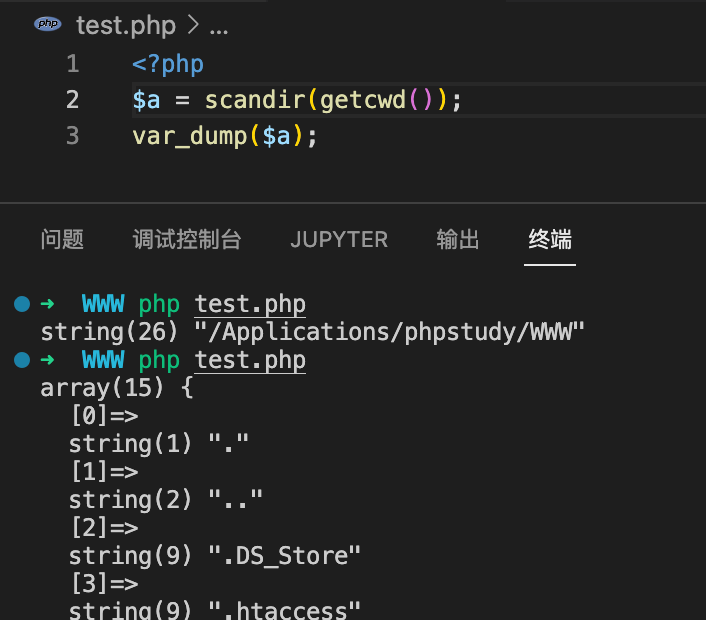 php test.php > ...
1 <?php
2 $a = scandir(getcwd());
3 var_dump($a);
问题 调试控制台 JUPYTER 输出 终端
➜ WWW php test.php
string(26) "/Applications/phpstudy/WWW"
➜ WWW php test.php
array(15) {
[0]=>
string(1) "."
[1]=>
string(2) ".."
[2]=>
string(9) ".DS_Store"
[3]=>
string(9) ".htaccess"